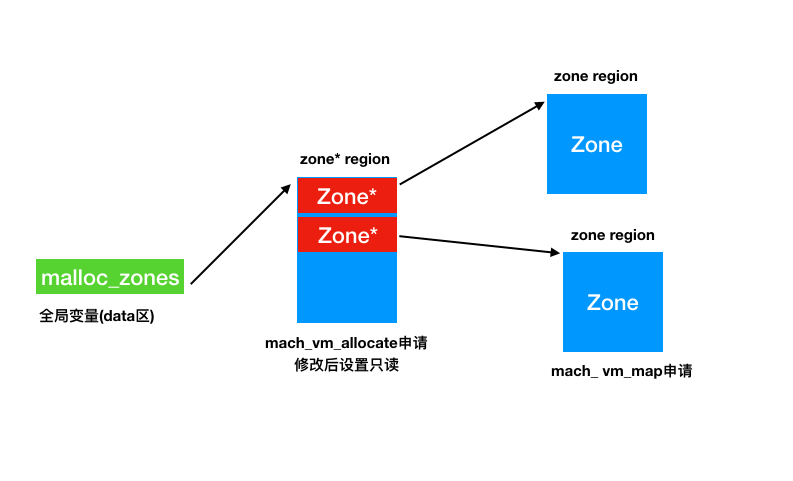 zone region
Zone
zone* region
Zone*
Zone*
zone region
malloc_zones
Zone
全局变量(data区)
mach_vm_allocate申请
修改后设置只读
mach_ vm_map申请